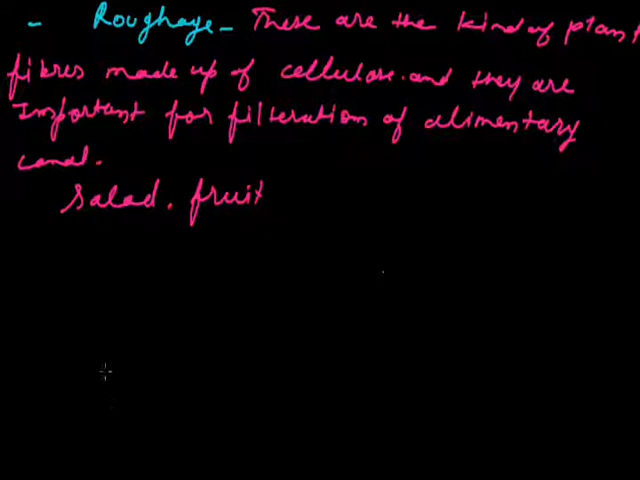 - Roughage - These are the kind of plant
fibres made up of cellulose. and they are
Important for filteration of alimentary
canal.
Salad. fruit